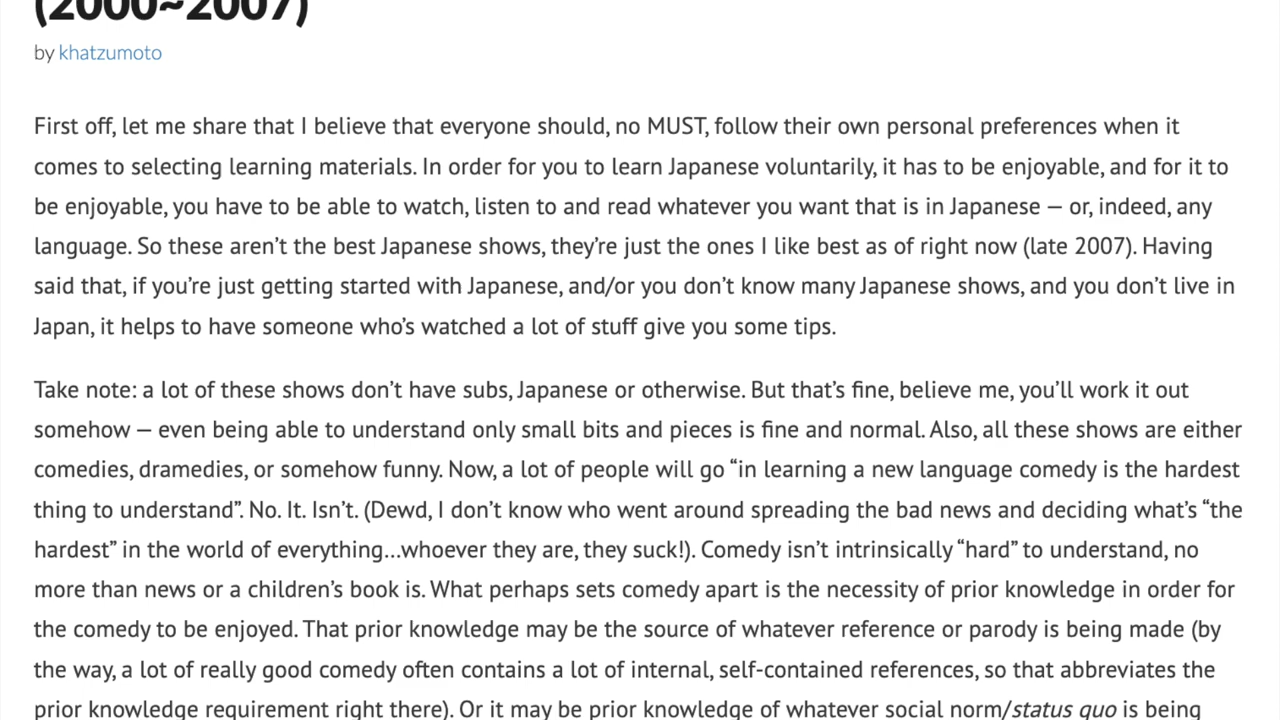 (2000~2007)
by khatzumoto
First off, let me share that I believe that everyone should, no MUST, follow their own personal preferences when it
comes to selecting learning materials. In order for you to learn Japanese voluntarily, it has to be enjoyable, and for it to
be enjoyable, you have to be able to watch, listen to and read whatever you want that is in Japanese — or, indeed, any
language. So these aren’t the best Japanese shows, they’re just the ones I like best as of right now (late 2007). Having
said that, if you’re just getting started with Japanese, and/or you don’t know many Japanese shows, and you don’t live in
Japan, it helps to have someone who’s watched a lot of stuff give you some tips.
Take note: a lot of these shows don’t have subs, Japanese or otherwise. But that’s fine, believe me, you’ll work it out
somehow — even being able to understand only small bits and pieces is fine and normal. Also, all these shows are either
comedies, dramedies, or somehow funny. Now, a lot of people will go “in learning a new language comedy is the hardest
thing to understand”. No. It. Isn’t. (Dewd, I don’t know who went around spreading the bad news and deciding what’s “the
hardest” in the world of everything…whoever they are, they suck!). Comedy isn’t intrinsically “hard” to understand, no
more than news or a children’s book is. What perhaps sets comedy apart is the necessity of prior knowledge in order for
the comedy to be enjoyed. That prior knowledge may be the source of whatever reference or parody is being made (by
the way, a lot of really good comedy often contains a lot of internal, self-contained references, so that abbreviates the
prior knowledge requirement right there). Or it may be prior knowledge of whatever social norm/status quo is being